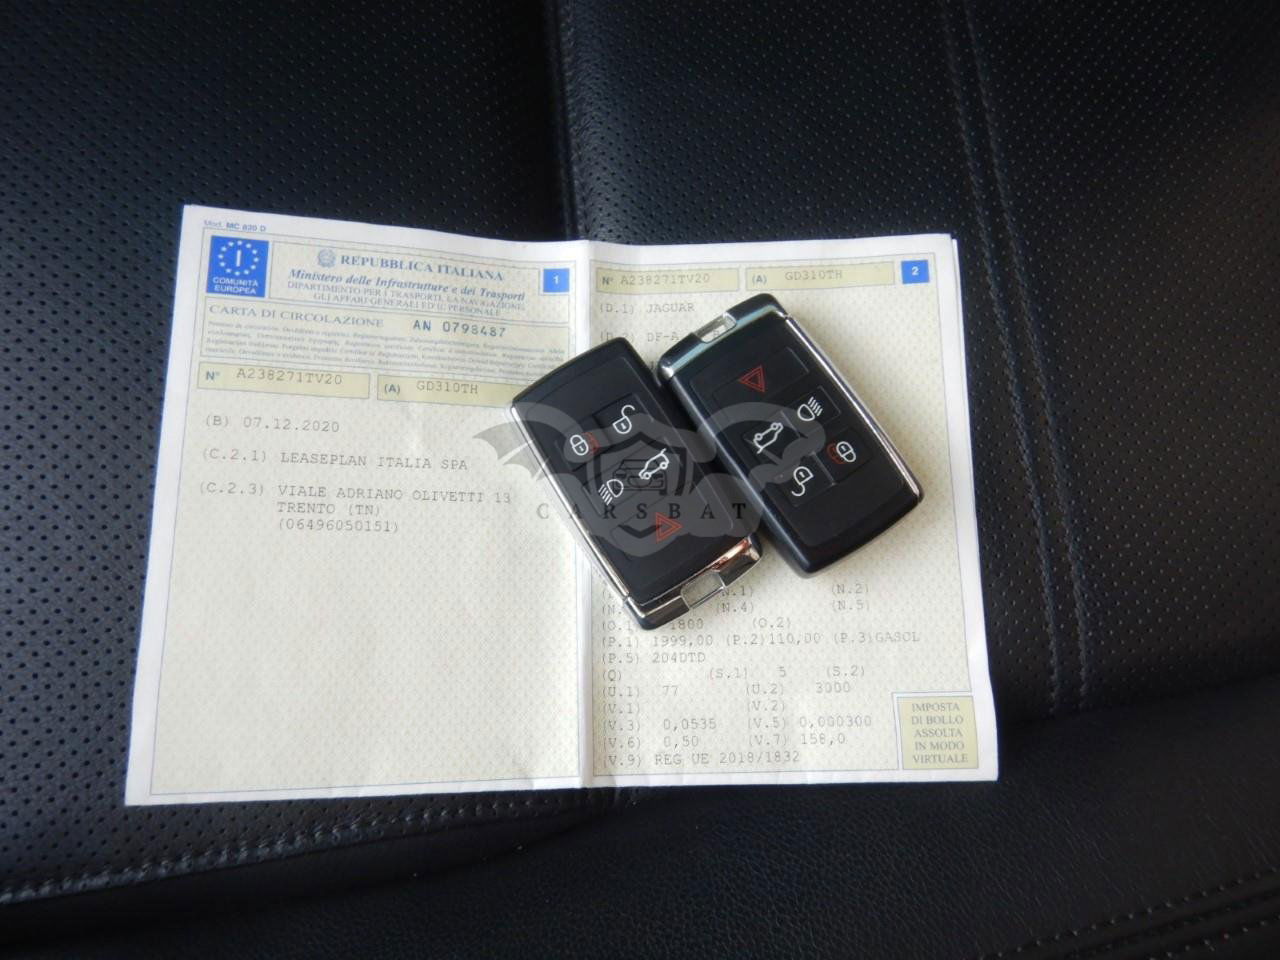 Mod. MC 820 D
I
COMUNITÀ
EUROPEA
REPUBBLICA ITALIANA
Ministero delle Infrastrutture e dei Trasporti
DIPARTIMENTO PER I TRASPORTI, LA NAVIGAZIONE,
GLI AFFARI GENERALI ED IL PERSONALE
1
CARTA DI CIRCOLAZIONE AN 0798487
N° A238271TV20 (A) GD310TH
(B) 07.12.2020
(C.2.1) LEASEPLAN ITALIA SPA
(C.2.3) VIALE ADRIANO OLIVETTI 13
TRENTO (TN)
(06496050151)
N° A238271TV20 (A) GD310TH 2
(D.1) JAGUAR
DF-A
CARSBAT
(N.1) (N.2)
(N.4) (N.5)
(O.1 1800 (O.2)
(P.1) 1999,00 (P.2)110,00 (P.3)GASOL
(P.5) 204DTD
(Q) (S.1) 5 (S.2)
(U.1) 77 (U.2) 3000
(V.1) (V.2)
(V.3) 0,0535 (V.5) 0,000300
(V.6) 0,50 (V.7) 158,0
(V.9) REG UE 2018/1832
IMPOSTA
DI BOLLO
ASSOLTA
IN MODO
VIRTUALE